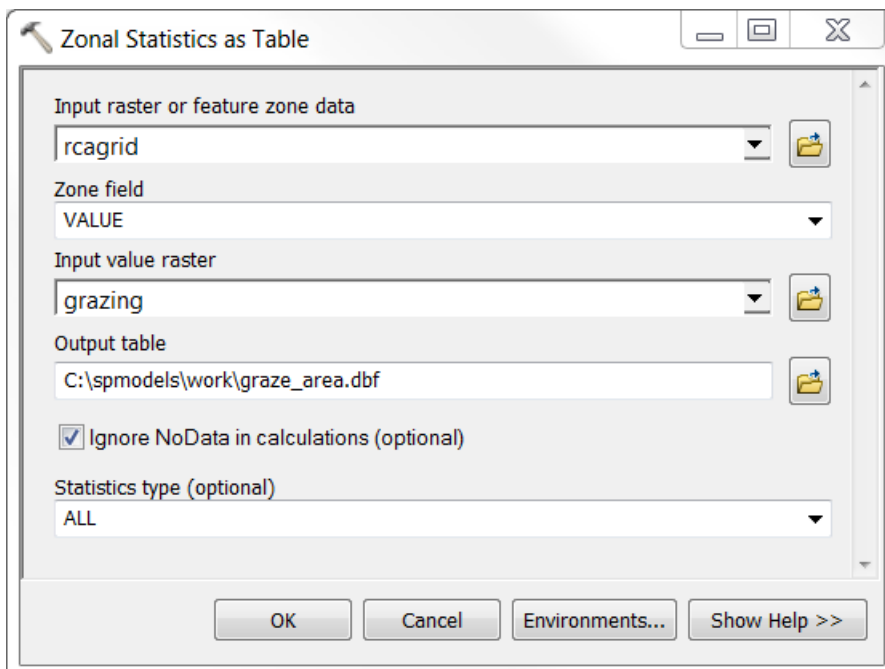 Zonal Statistics as Table
Input raster or feature zone data
rcagrid
Zone field
VALUE
Input value raster
grazing
Output table
C:\spmodels\work\graze_area.dbf
Ignore NoData in calculations (optional)
Statistics type (optional)
ALL
OK Cancel Environments... Show Help >>